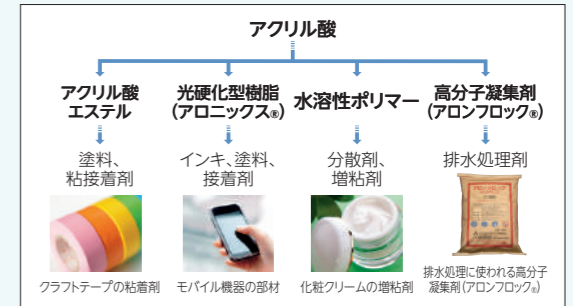 アクリル酸
アクリル酸
エステル
光硬化型樹脂
(アロニックス®)
水溶性ポリマー
高分子凝集剤
(アロンフロック®)
塗料、
粘接着剤
インキ、塗料、
接着剤
分散剤、
増粘剤
排水処理剤
クラフトテープの粘着剤
モバイル機器の部材
化粧クリームの増粘剤
排水処理に使われる高分子
凝集剤(アロンフロック®)